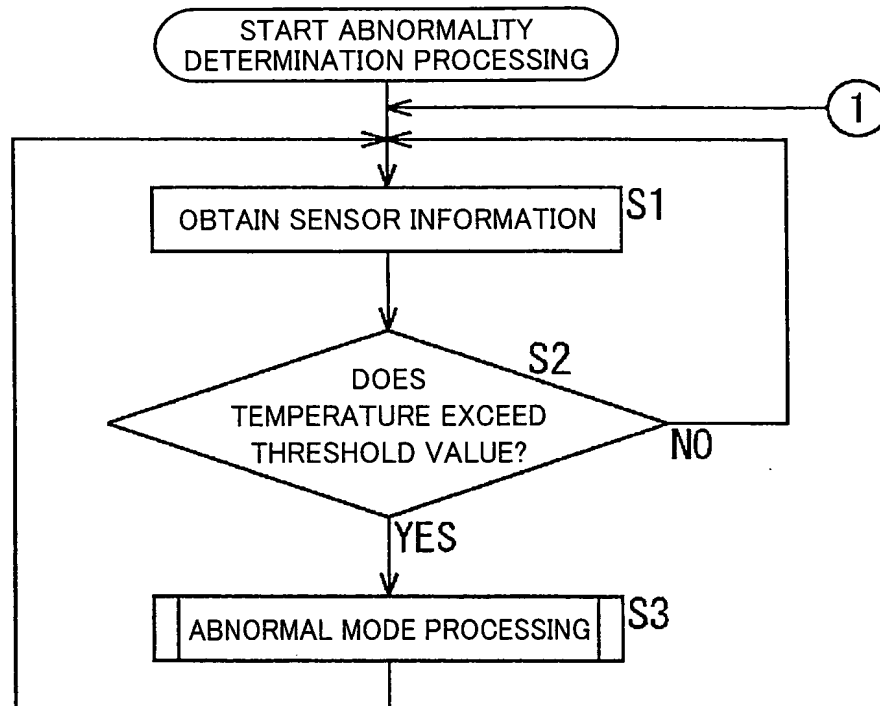 START ABNORMALITY
DETERMINATION PROCESSING
1
OBTAIN SENSOR INFORMATION
S1
S2
DOES
TEMPERATURE EXCEED
THRESHOLD VALUE?
NO
YES
ABNORMAL MODE PROCESSING
S3